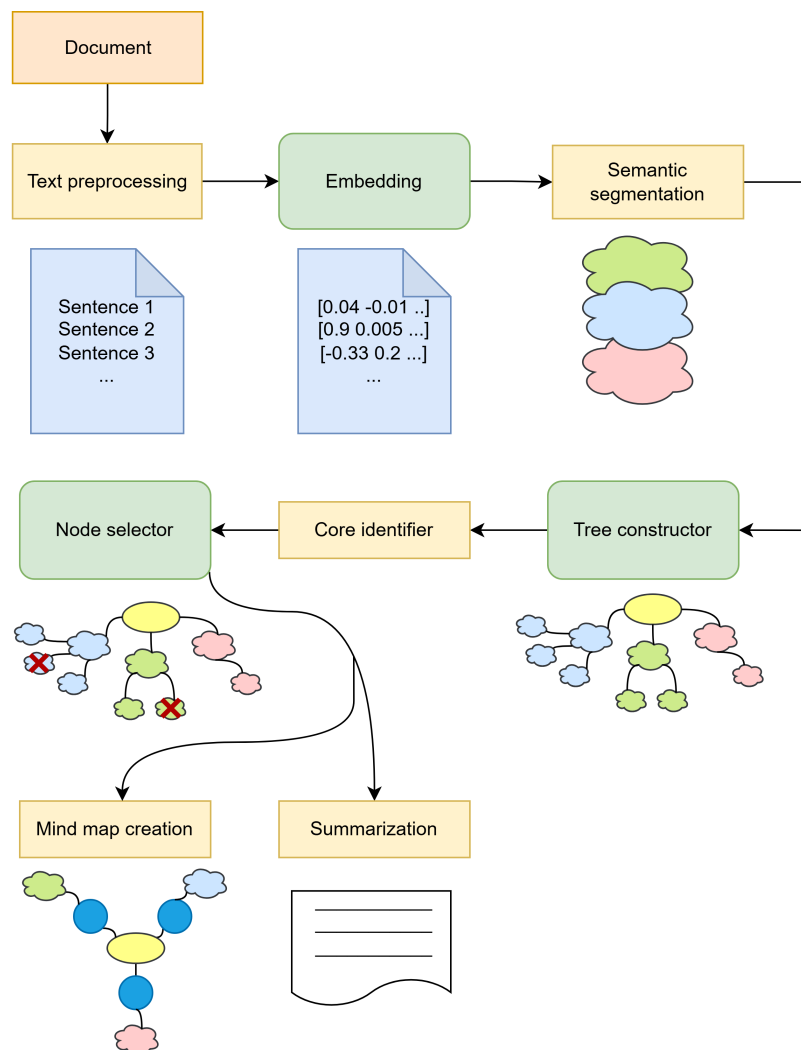 Document
Text preprocessing
Embedding
Semantic
segmentation
Sentence 1
Sentence 2
Sentence 3
...
[0.04 -0.01 ..]
[0.9 0.005 ...]
[-0.33 0.2 ...]
...
Node selector
Core identifier
Tree constructor
Mind map creation
Summarization